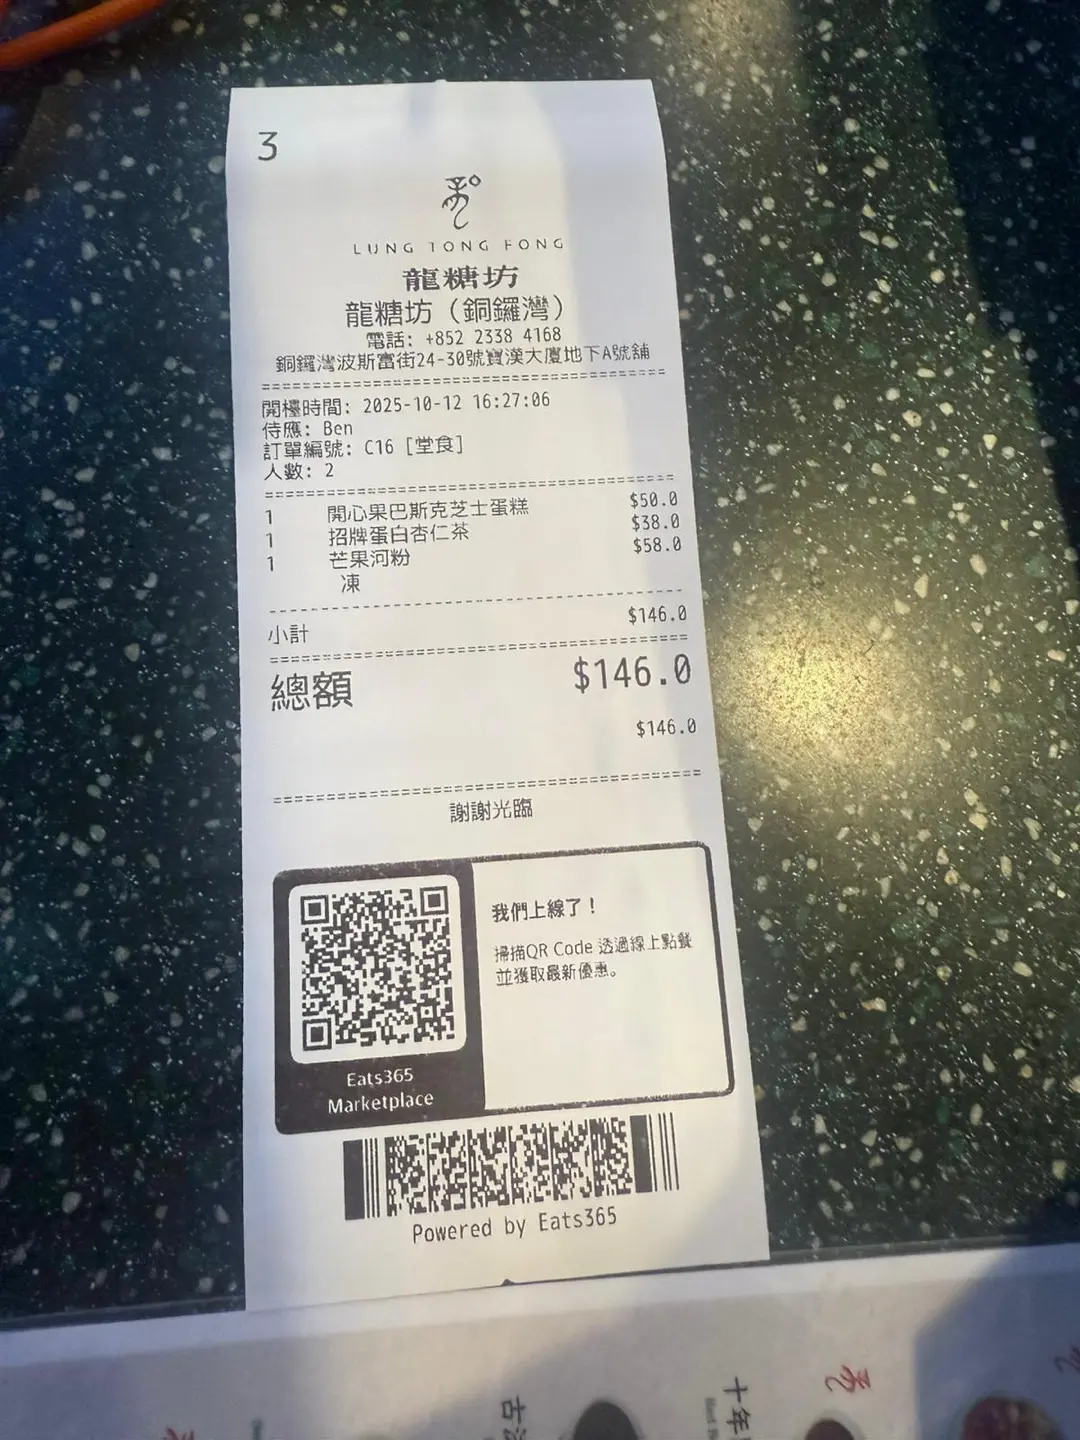 3
LUNG TONG FONG
龍糖坊
龍糖坊（銅鑼灣）
電話: +852 2338 4168
銅鑼灣波斯富街24-30號寶漢大廈地下A號舖
開檯時間: 2025-10-12 16:27:06
侍應: Ben
訂單編號: C16 [堂食]
人數: 2
1 開心果巴斯克芝士蛋糕 $50.0
1 招牌蛋白杏仁茶 $38.0
1 芒果河粉 $58.0
凍
小計 $146.0
總額 $146.0
$146.0
謝謝光臨
我們上線了！
掃描QR Code 透過線上點餐
並獲取最新優惠。
Eats365
Marketplace
Powered by Eats365
十年